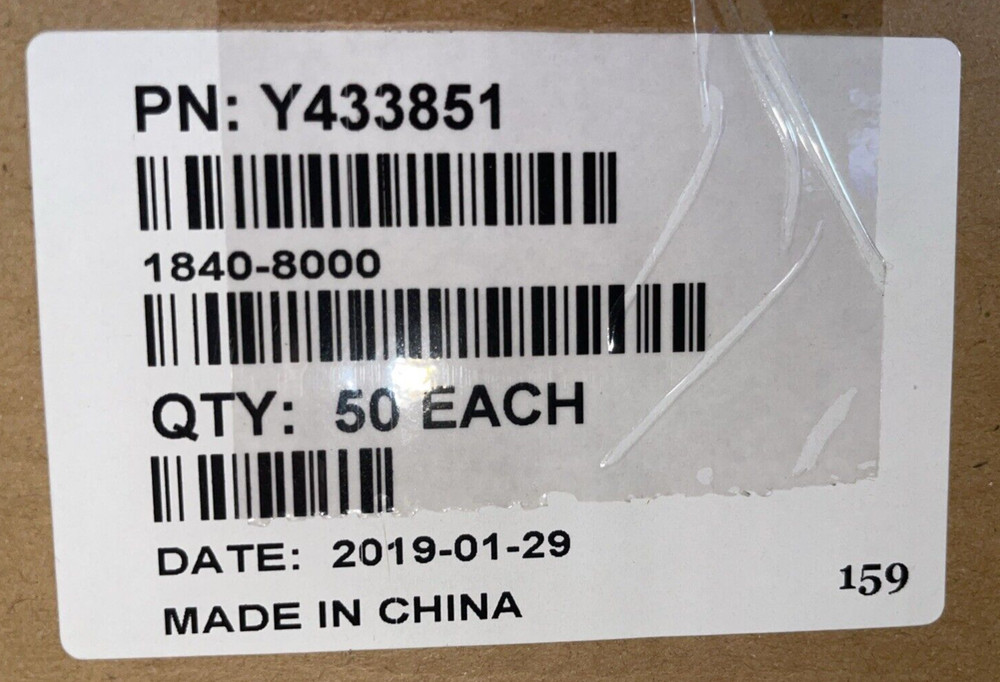 PN: Y433851
1840-8000
QTY: 50 EACH
DATE: 2019-01-29
MADE IN CHINA
159